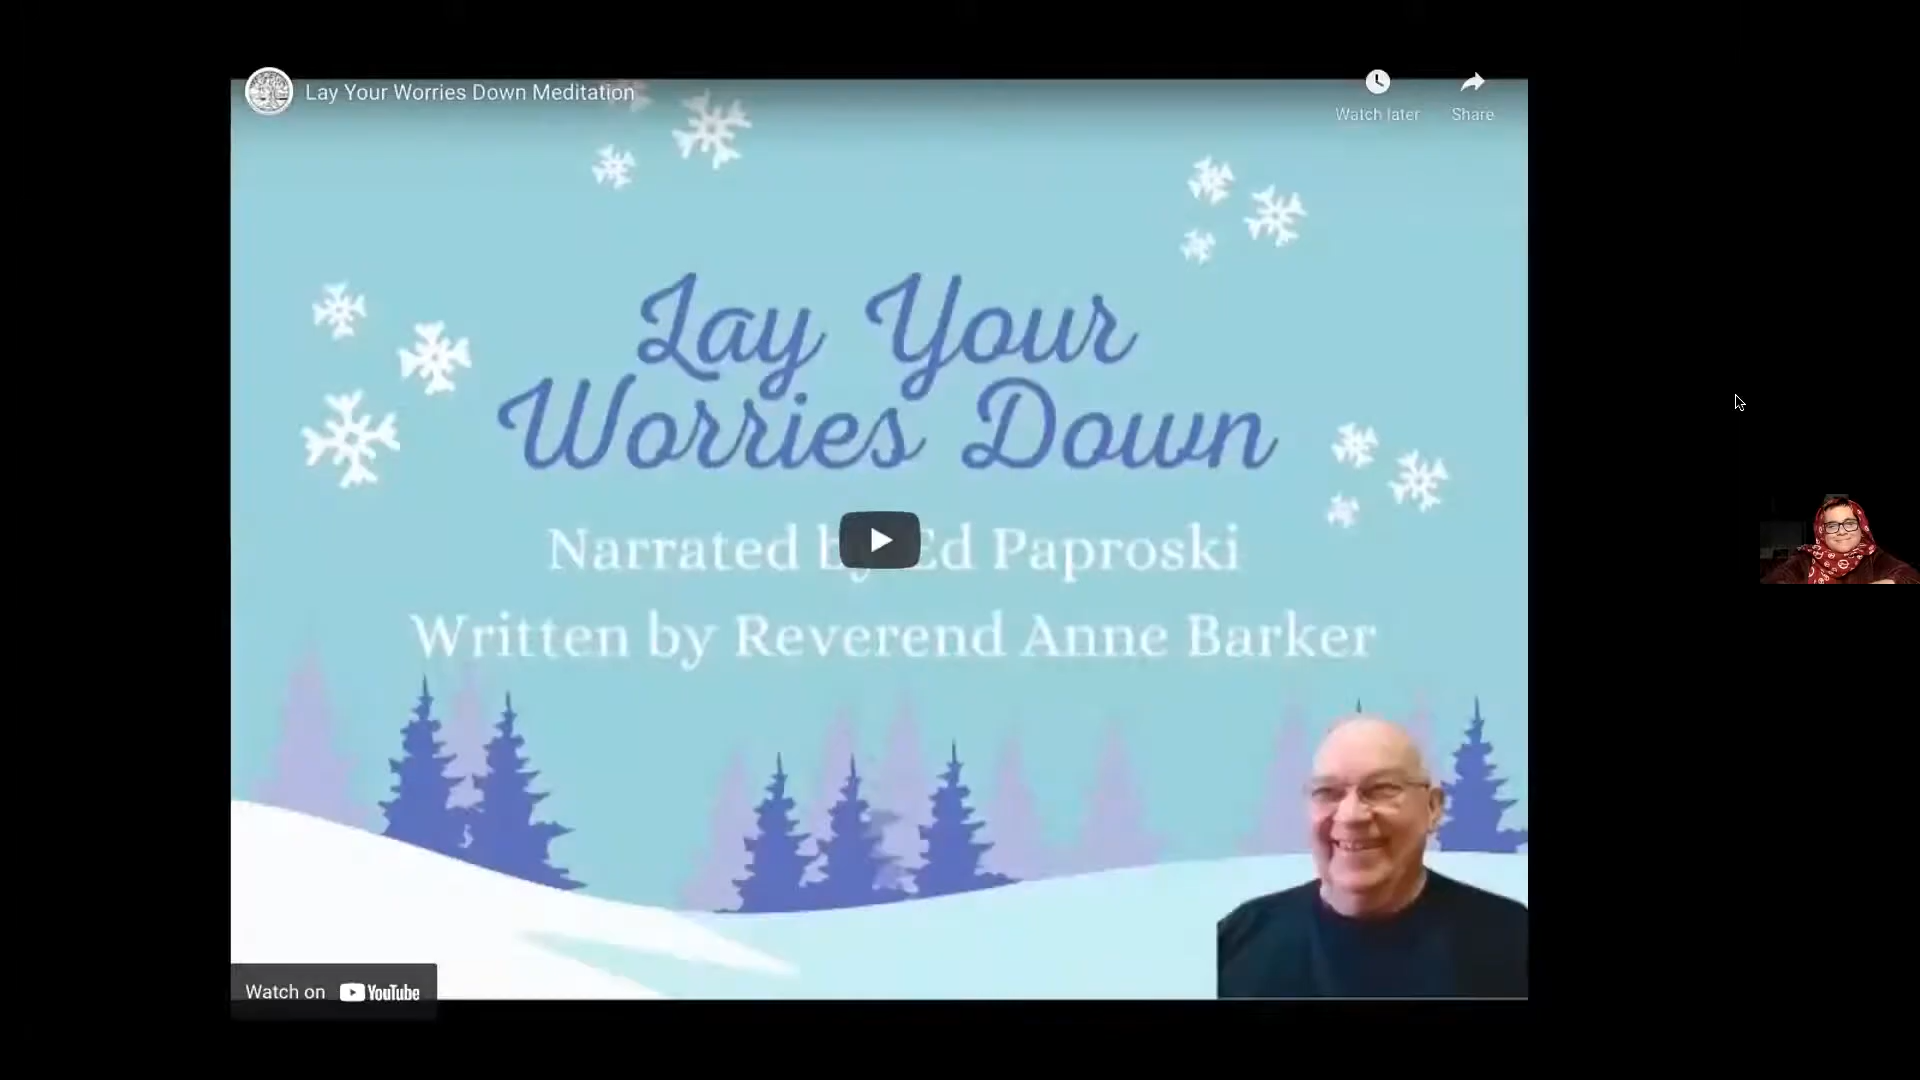 Lay Your Worries Down Meditation
Watch later
Share
Lay Your
Worries Down
Narrated by Ed Paproski
Written by Reverend Anne Barker
Watch on YouTube